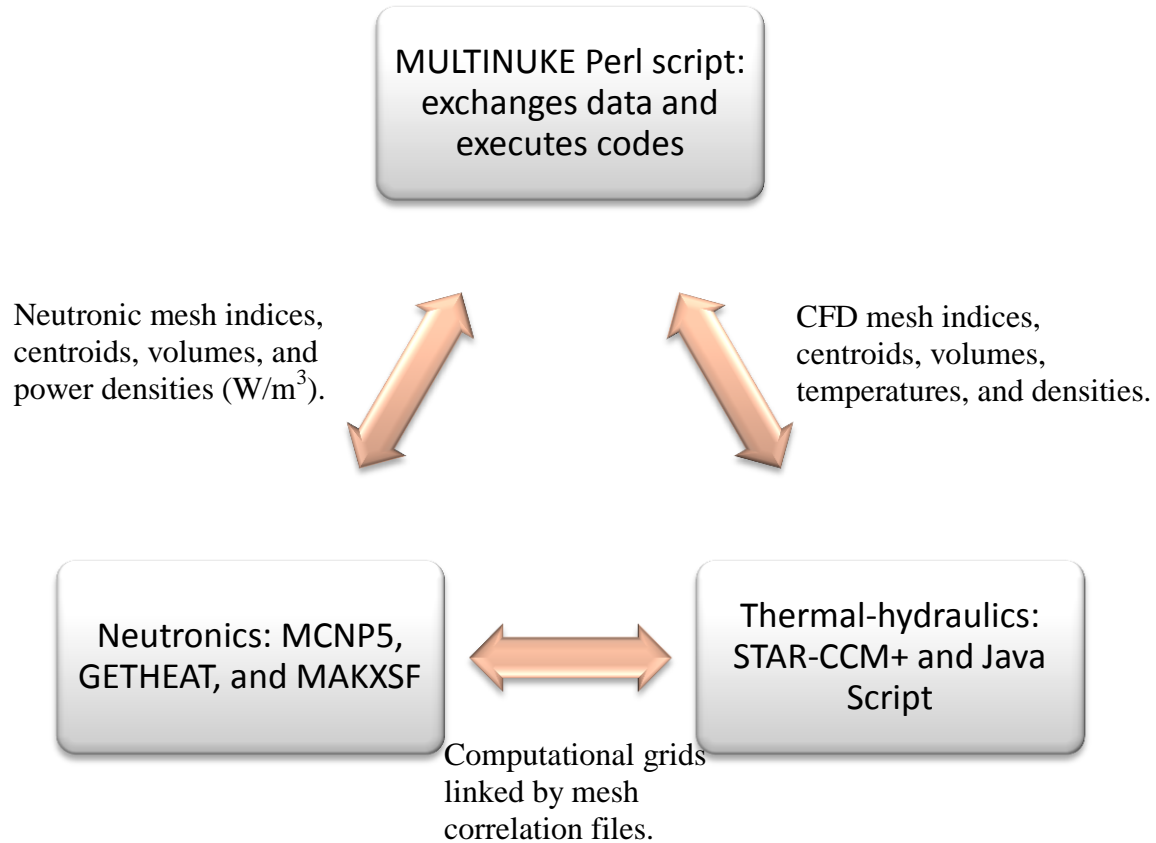 MULTINUKE Perl script:
exchanges data and
executes codes
Neutronic mesh indices,
centroids, volumes, and
power densities (W/m³).
CFD mesh indices,
centroids, volumes,
temperatures, and densities.
Neutronics: MCNP5,
GETHEAT, and MAKXSF
Thermal-hydraulics:
STAR-CCM+ and Java
Script
Computational grids
linked by mesh
correlation files.